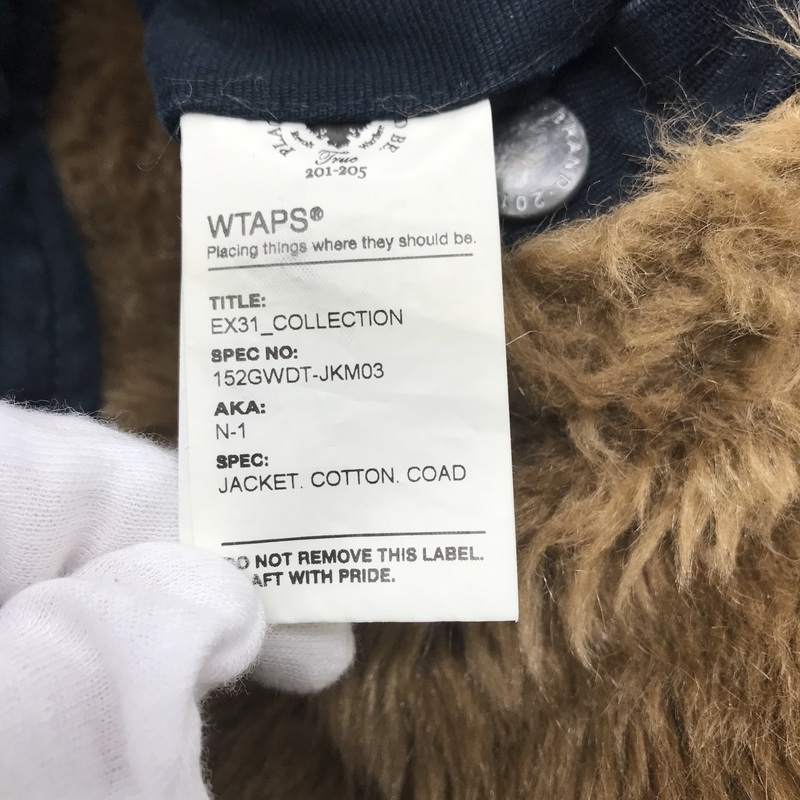 True
201-205
WTAPS®
Placing things where they should be.
TITLE:
EX31_COLLECTION
SPEC NO:
152GWDT-JKM03
AKA:
N-1
SPEC:
JACKET. COTTON. COAD
DO NOT REMOVE THIS LABEL.
AFT WITH PRIDE.